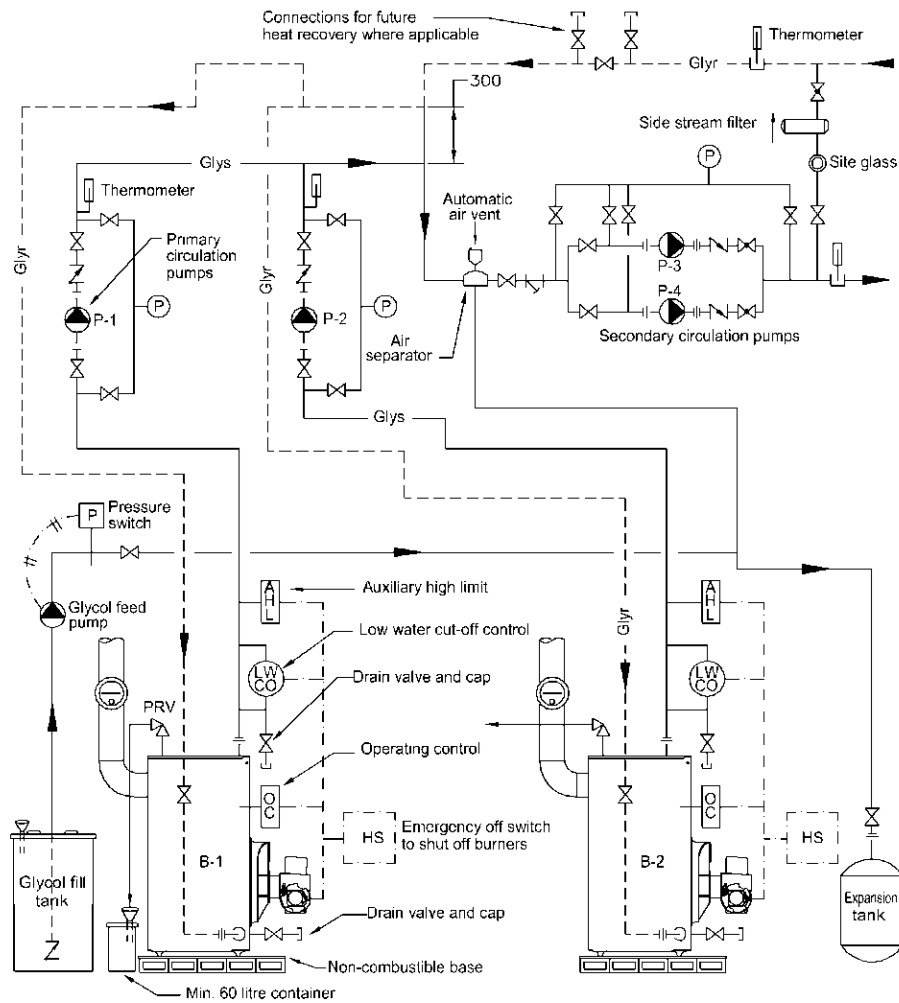 Connections for future
heat recovery where applicable
Thermometer
Glyr
300
Side stream filter
Glys
P
Site glass
Thermometer
Automatic
air vent
Glyr
Primary
circulation
pumps
Glyr
P-3
P-1
P
P-2
P
P-4
Air
separator
Secondary circulation pumps
Glys
P
Pressure
switch
AHL
Auxiliary high limit
AHL
Glycol feed
pump
Glyr
LW
CO
Low water cut-off control
LW
CO
Drain valve and cap
PRV
Operating control
OC
OC
HS
Emergency off switch
to shut off burners
HS
Glycol fill
tank
B-1
B-2
Expansion
tank
Drain valve and cap
Non-combustible base
Min. 60 litre container